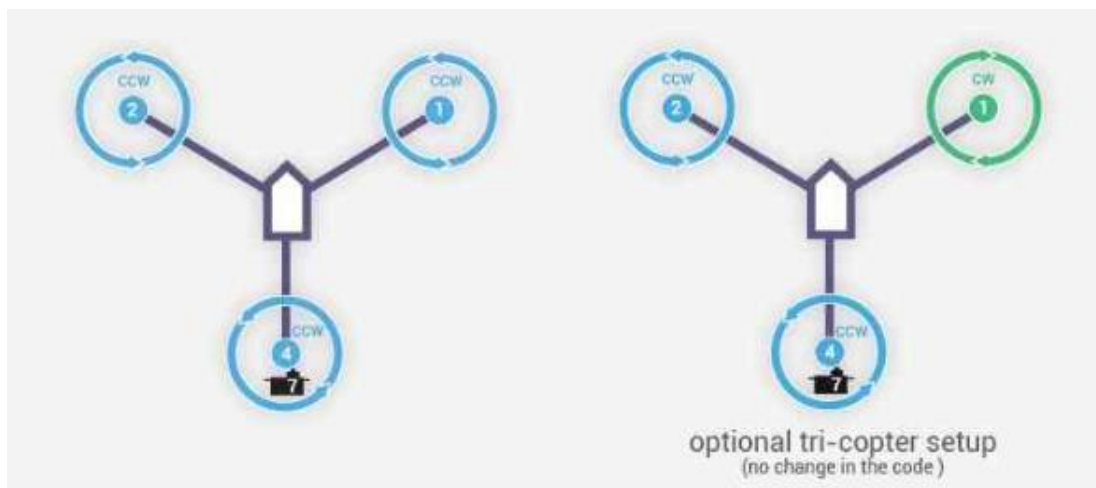 CCW
2
CCW
1
CCW
4
7
CCW
2
CW
1
CCW
4
7
optional tri-copter setup
(no change in the code )